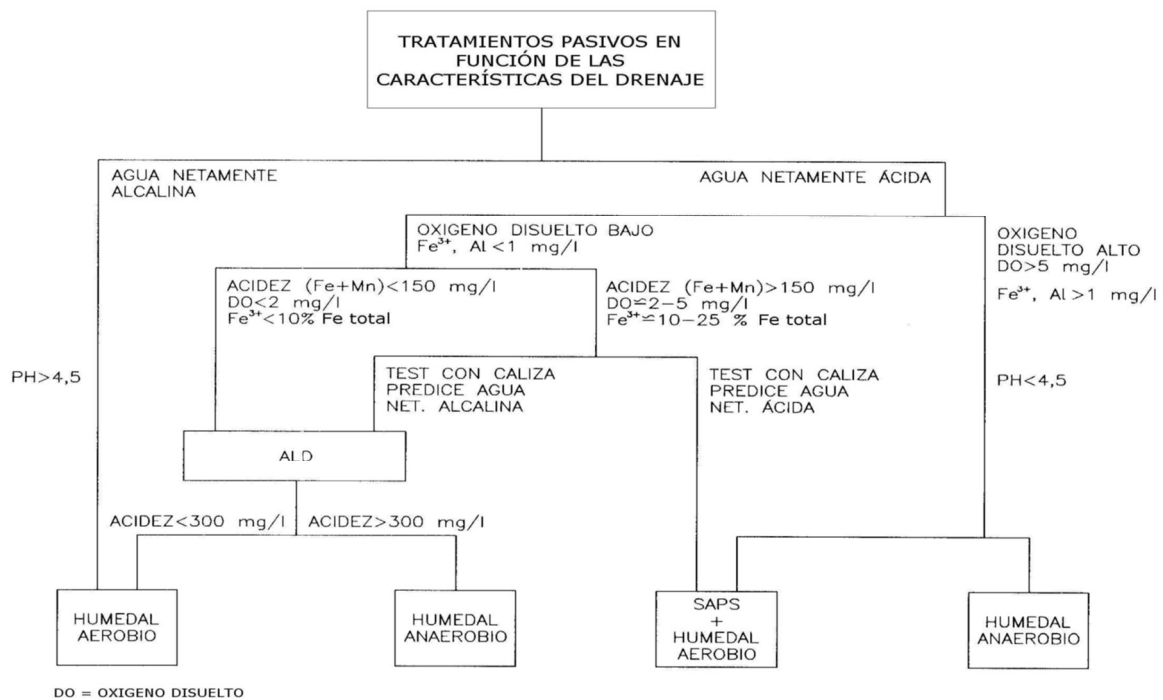 TRATAMIENTOS PASIVOS EN
FUNCIÓN DE LAS
CARACTERÍSTICAS DEL DRENAJE
AGUA NETAMENTE
ALCALINA
AGUA NETAMENTE ÁCIDA
OXIGENO DISUELTO BAJO
Fe³⁺, Al<1 mg/l
OXIGENO
DISUELTO ALTO
DO>5 mg/l
Fe³⁺, Al>1 mg/l
ACIDEZ (Fe+Mn)<150 mg/l
DO<2 mg/l
Fe³⁺<10% Fe total
ACIDEZ (Fe+Mn)>150 mg/l
DO≅2-5 mg/l
Fe³⁺≅10-25 % Fe total
PH>4,5
TEST CON CALIZA
PREDICE AGUA
NET. ALCALINA
TEST CON CALIZA
PREDICE AGUA
NET. ÁCIDA
PH<4,5
ALD
ACIDEZ<300 mg/l
ACIDEZ>300 mg/l
HUMEDAL
AEROBIO
HUMEDAL
ANAEROBIO
SAPS
+
HUMEDAL
AEROBIO
HUMEDAL
ANAEROBIO
DO = OXIGENO DISUELTO